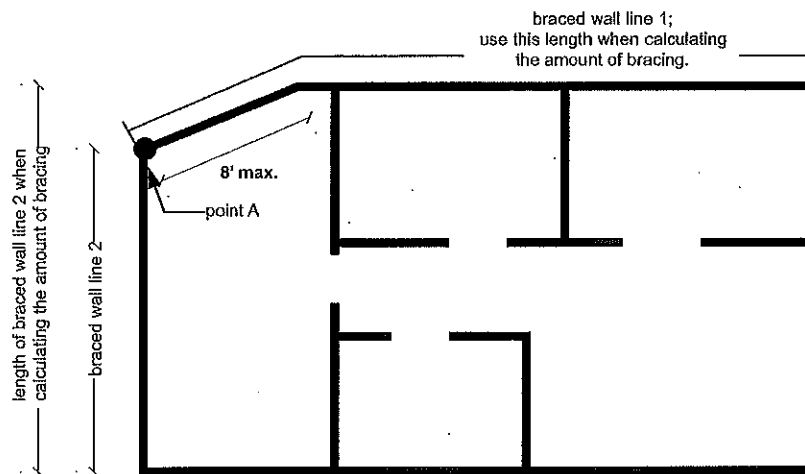 braced wall line 1;
use this length when calculating
the amount of bracing.
8' max.
point A
length of braced wall line 2 when
calculating the amount of bracing
braced wall line 2